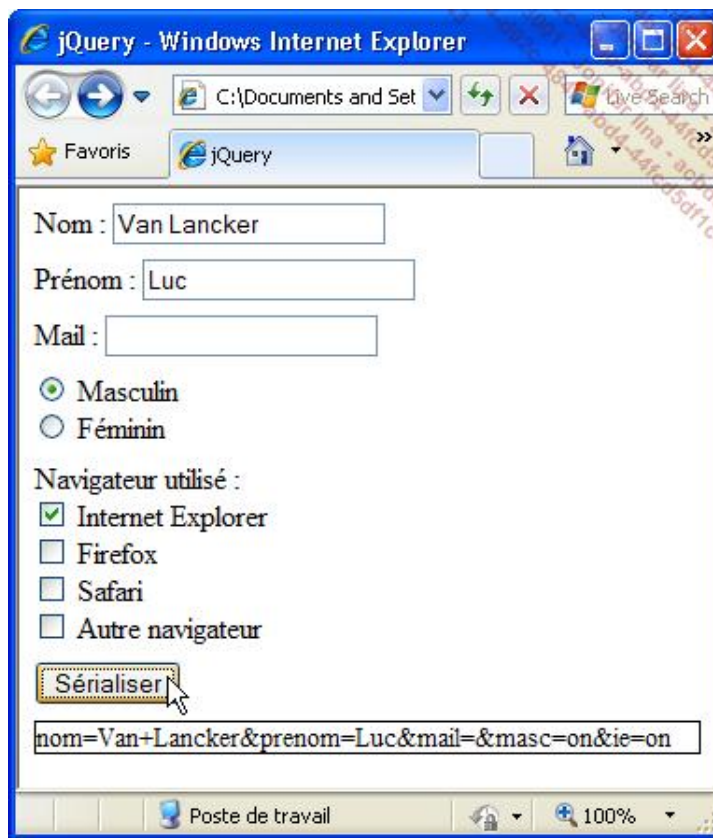 jQuery - Windows Internet Explorer
C:\Documents and Set
Live Search
Favoris
jQuery
»
Nom : Van Lancker
Prénom : Luc
Mail :
Masculin
Féminin
Navigateur utilisé :
Internet Explorer
Firefox
Safari
Autre navigateur
Sérialiser
nom=Van+Lancker&prenom=Luc&mail=&masc=on&ie=on
Poste de travail
100%